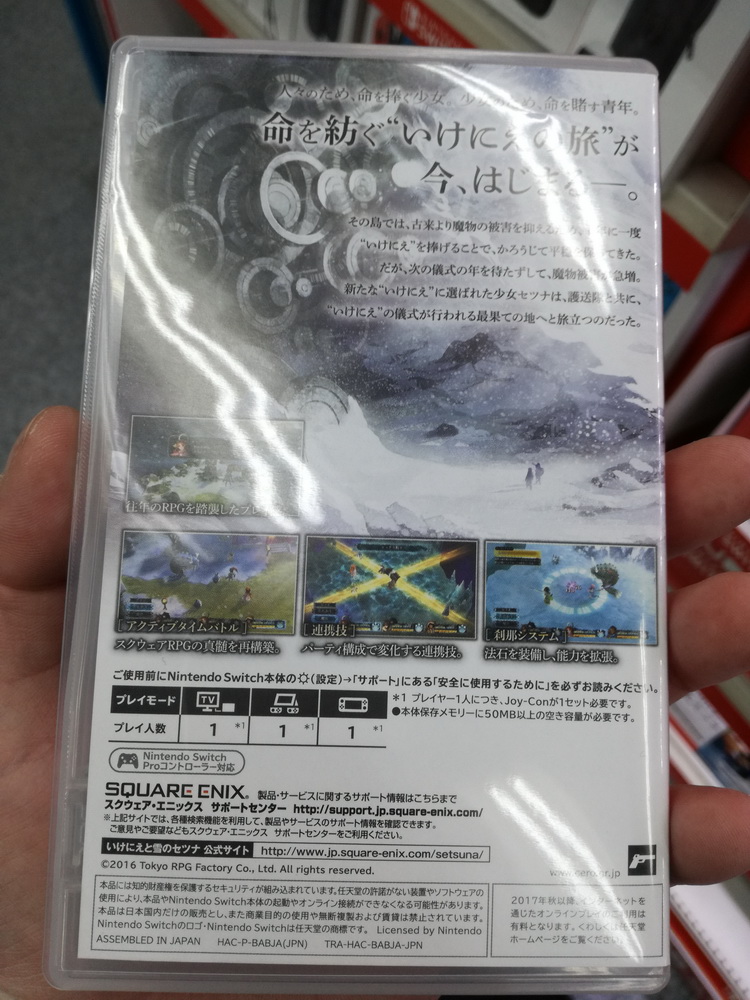 人々のため、命を捧ぐ少女。少女のため、命を賭す青年。
命を紡ぐ“いけにえの旅”が
今、はじまる―。
その島では、古来より魔物の被害を抑えるため、十年に一度
“いけにえ”を捧げることで、かろうじて平穏を保ってきた。
だが、次の儀式の年を待たずして、魔物被害が急増。
新たな“いけにえ”に選ばれた少女セツナは、護送隊と共に、
“いけにえ”の儀式が行われる最果ての地へと旅立つのだった。
往年のRPGを踏襲したプレイ
[アクティブタイムバトル]
スクウェアRPGの真髄を再構築。
[連携技]
パーティ構成で変化する連携技。
[刹那システム]
法石を装備し、能力を拡張。
ご使用前にNintendo Switch本体の(設定)→「サポート」にある「安全に使用するために」を必ずお読みください。
プレイモード TV
プレイ人数 1 *1 1 *1 1 *1
*1 プレイヤー1人につき、Joy-Conが1セット必要です。
●本体保存メモリーに50MB以上の空き容量が必要です。
Nintendo Switch
Proコントローラー対応
SQUARE ENIX. 製品・サービスに関するサポート情報はこちらまで
スクウェア・エニックス サポートセンター http://support.jp.square-enix.com/
※上記サイトでは、各種検索機能を利用して、製品やサービスのサポート情報を確認できます。
ご意見やご要望などもスクウェア・エニックス サポートセンターをご利用ください。
いけにえと雪のセツナ 公式サイト http://www.jp.square-enix.com/setsuna/
©2016 Tokyo RPG Factory Co., Ltd. All rights reserved.
www.cero.gr.jp
本品には知的財産権を保護するセキュリティが組み込まれています。任天堂の許諾がない装置やソフトウェアの
使用により、本品やNintendo Switch本体の起動やオンライン接続ができなくなる可能性があります。
本品は日本国内だけの販売とし、また商業目的の使用や無断複製および賃貸は禁止されています。
Nintendo Switchのロゴ・Nintendo Switchは任天堂の商標です。 Licensed by Nintendo
ASSEMBLED IN JAPAN HAC-P-BABJA(JPN) TRA-HAC-BABJA-JPN
2017年秋以降、インターネットを
通じたオンラインプレイのご利用は
有料となります。くわしくは任天堂
ホームページをご覧ください。